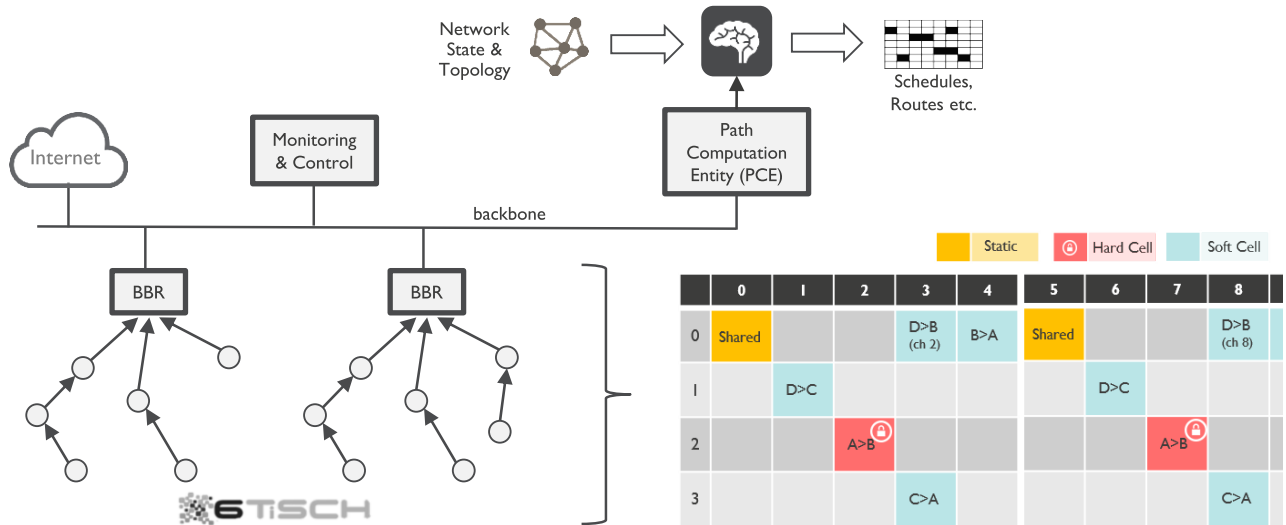 Network
State &
Topology
Schedules,
Routes etc.
Internet
Monitoring
& Control
Path
Computation
Entity (PCE)
backbone
BBR
BBR
6TiSCH
Static
Hard Cell
Soft Cell
0 1 2 3 4 5 6 7 8
0 Shared D>B B>A Shared D>B
(ch 2) (ch 8)
1 D>C D>C
2 A>B A>B
3 C>A C>A